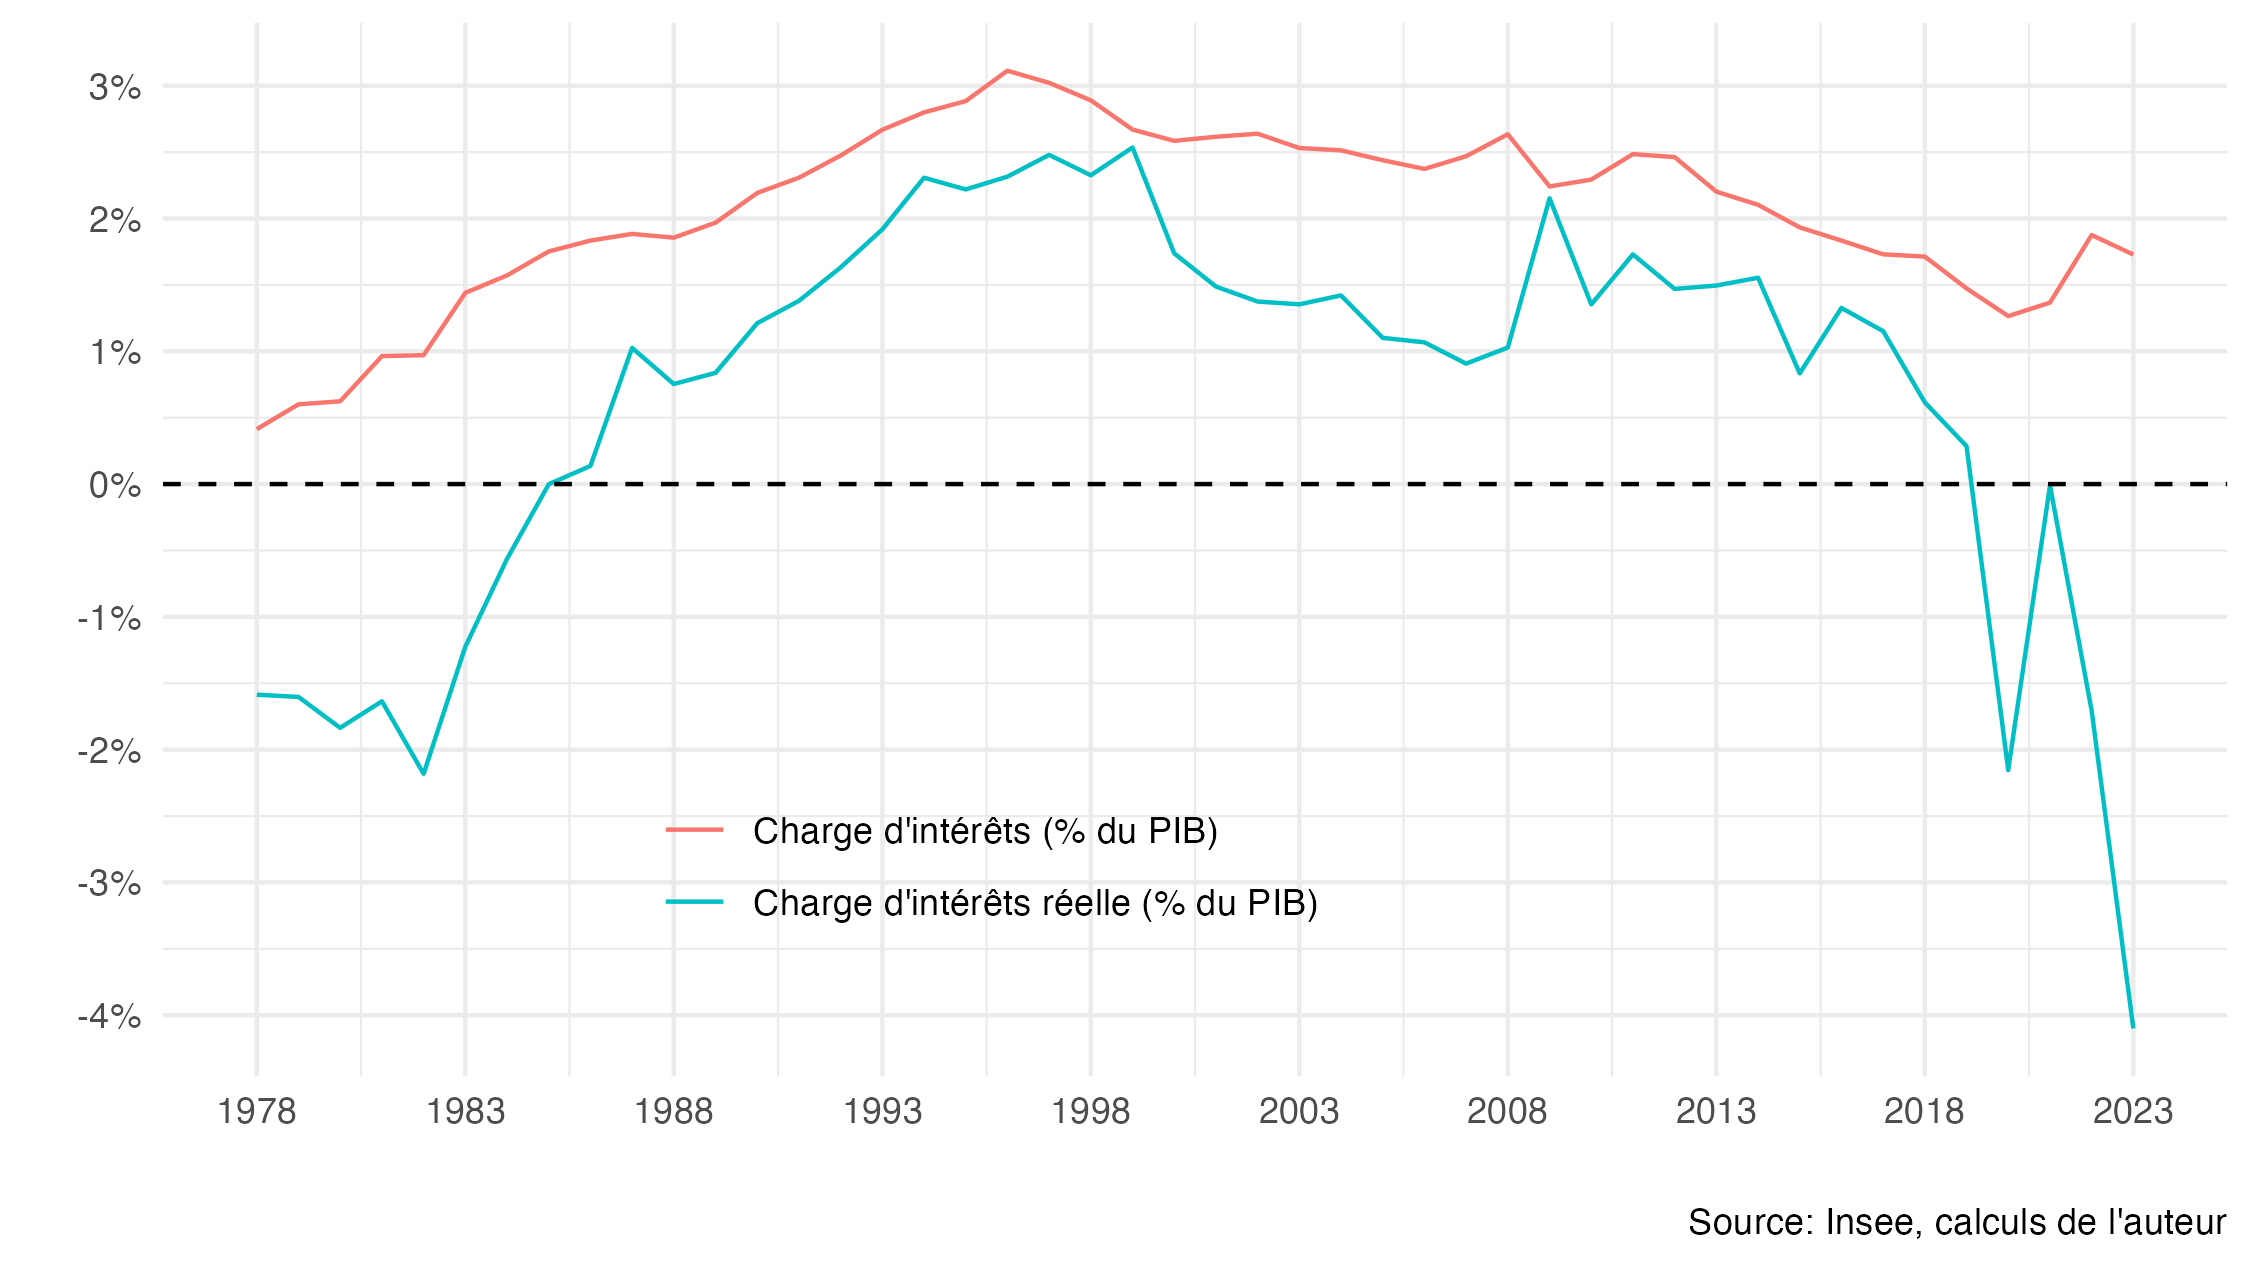 3%
2%
1%
0%
-1%
-2%
-3%
-4%
Charge d'intérêts (% du PIB)
Charge d'intérêts réelle (% du PIB)
1978 1983 1988 1993 1998 2003 2008 2013 2018 2023
Source: Insee, calculs de l'auteur